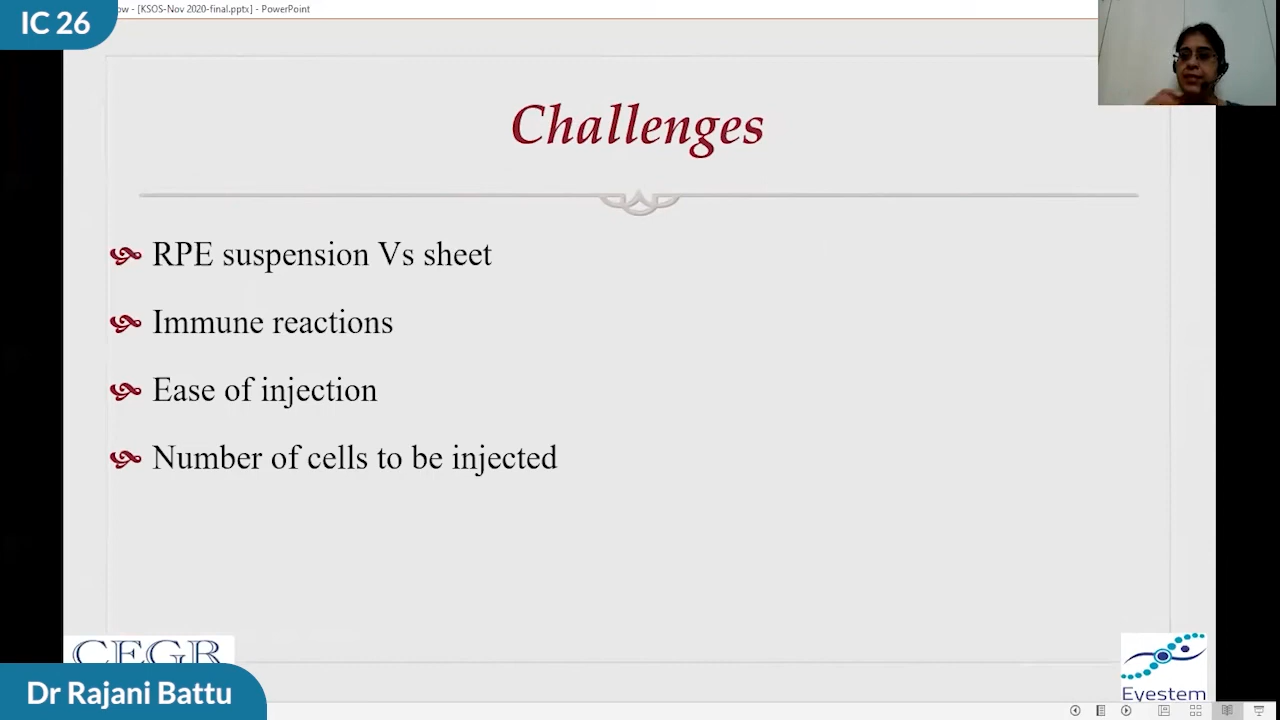 IC 26
ow - [KSOS-Nov 2020-final.pptx] - PowerPoint
Challenges
RPE suspension Vs sheet
Immune reactions
Ease of injection
Number of cells to be injected
CEGR
Eyestem
Dr Rajani Battu